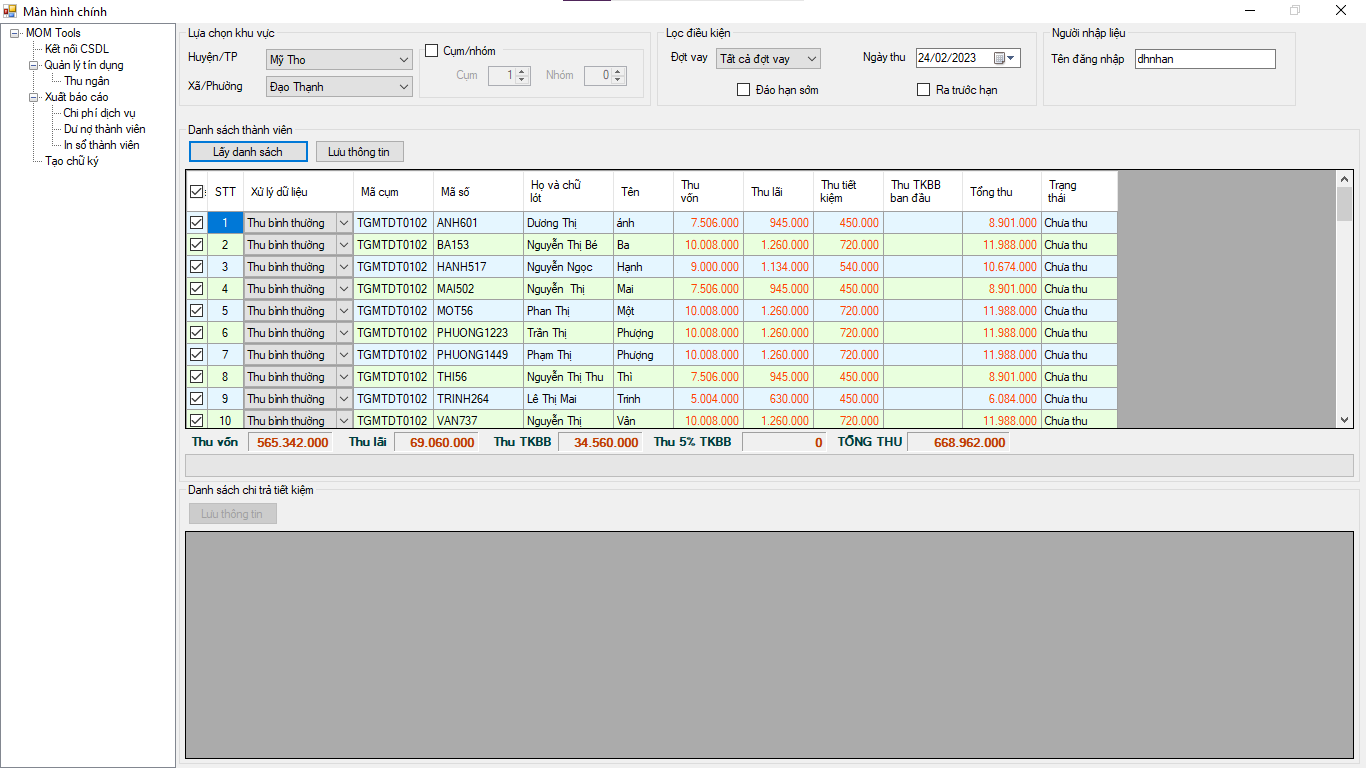 Màn hình chính
MOM Tools
Kết nối CSDL
Quản lý tín dụng
Thu ngân
Xuất báo cáo
Chi phí dịch vụ
Dư nợ thành viên
In sổ thành viên
Tạo chữ ký
Lựa chọn khu vực
Huyện/TP Mỹ Tho
Xã/Phường Đạo Thạnh
Cụm/nhóm
Cụm 1 Nhóm 0
Lọc điều kiện
Đợt vay Tất cả đợt vay Ngày thu 24/02/2023
Đáo hạn sớm Ra trước hạn
Người nhập liệu
Tên đăng nhập dhnhan
Danh sách thành viên
Lấy danh sách Lưu thông tin
STT Xử lý dữ liệu Mã cụm Mã số Họ và chữ lót Tên Thu vốn Thu lãi Thu tiết kiệm Thu TKBB ban đầu Tổng thu Trạng thái
1 Thu bình thường TGMTDT0102 ANH601 Dương Thị ánh 7.506.000 945.000 450.000 8.901.000 Chưa thu
2 Thu bình thường TGMTDT0102 BA153 Nguyễn Thị Bé Ba 10.008.000 1.260.000 720.000 11.988.000 Chưa thu
3 Thu bình thường TGMTDT0102 HANH517 Nguyễn Ngọc Hạnh 9.000.000 1.134.000 540.000 10.674.000 Chưa thu
4 Thu bình thường TGMTDT0102 MAI502 Nguyễn Thị Mai 7.506.000 945.000 450.000 8.901.000 Chưa thu
5 Thu bình thường TGMTDT0102 MOT56 Phan Thị Một 10.008.000 1.260.000 720.000 11.988.000 Chưa thu
6 Thu bình thường TGMTDT0102 PHUONG1223 Trần Thị Phượng 10.008.000 1.260.000 720.000 11.988.000 Chưa thu
7 Thu bình thường TGMTDT0102 PHUONG1449 Phạm Thị Phượng 10.008.000 1.260.000 720.000 11.988.000 Chưa thu
8 Thu bình thường TGMTDT0102 THI56 Nguyễn Thị Thu Thì 7.506.000 945.000 450.000 8.901.000 Chưa thu
9 Thu bình thường TGMTDT0102 TRINH264 Lê Thị Mai Trinh 5.004.000 630.000 450.000 6.084.000 Chưa thu
10 Thu bình thường TGMTDT0102 VAN737 Nguyễn Thị Vân 10.008.000 1.260.000 720.000 11.988.000 Chưa thu
Thu vốn 565.342.000 Thu lãi 69.060.000 Thu TKBB 34.560.000 Thu 5% TKBB 0 TỔNG THU 668.962.000
Danh sách chi trả tiết kiệm
Lưu thông tin